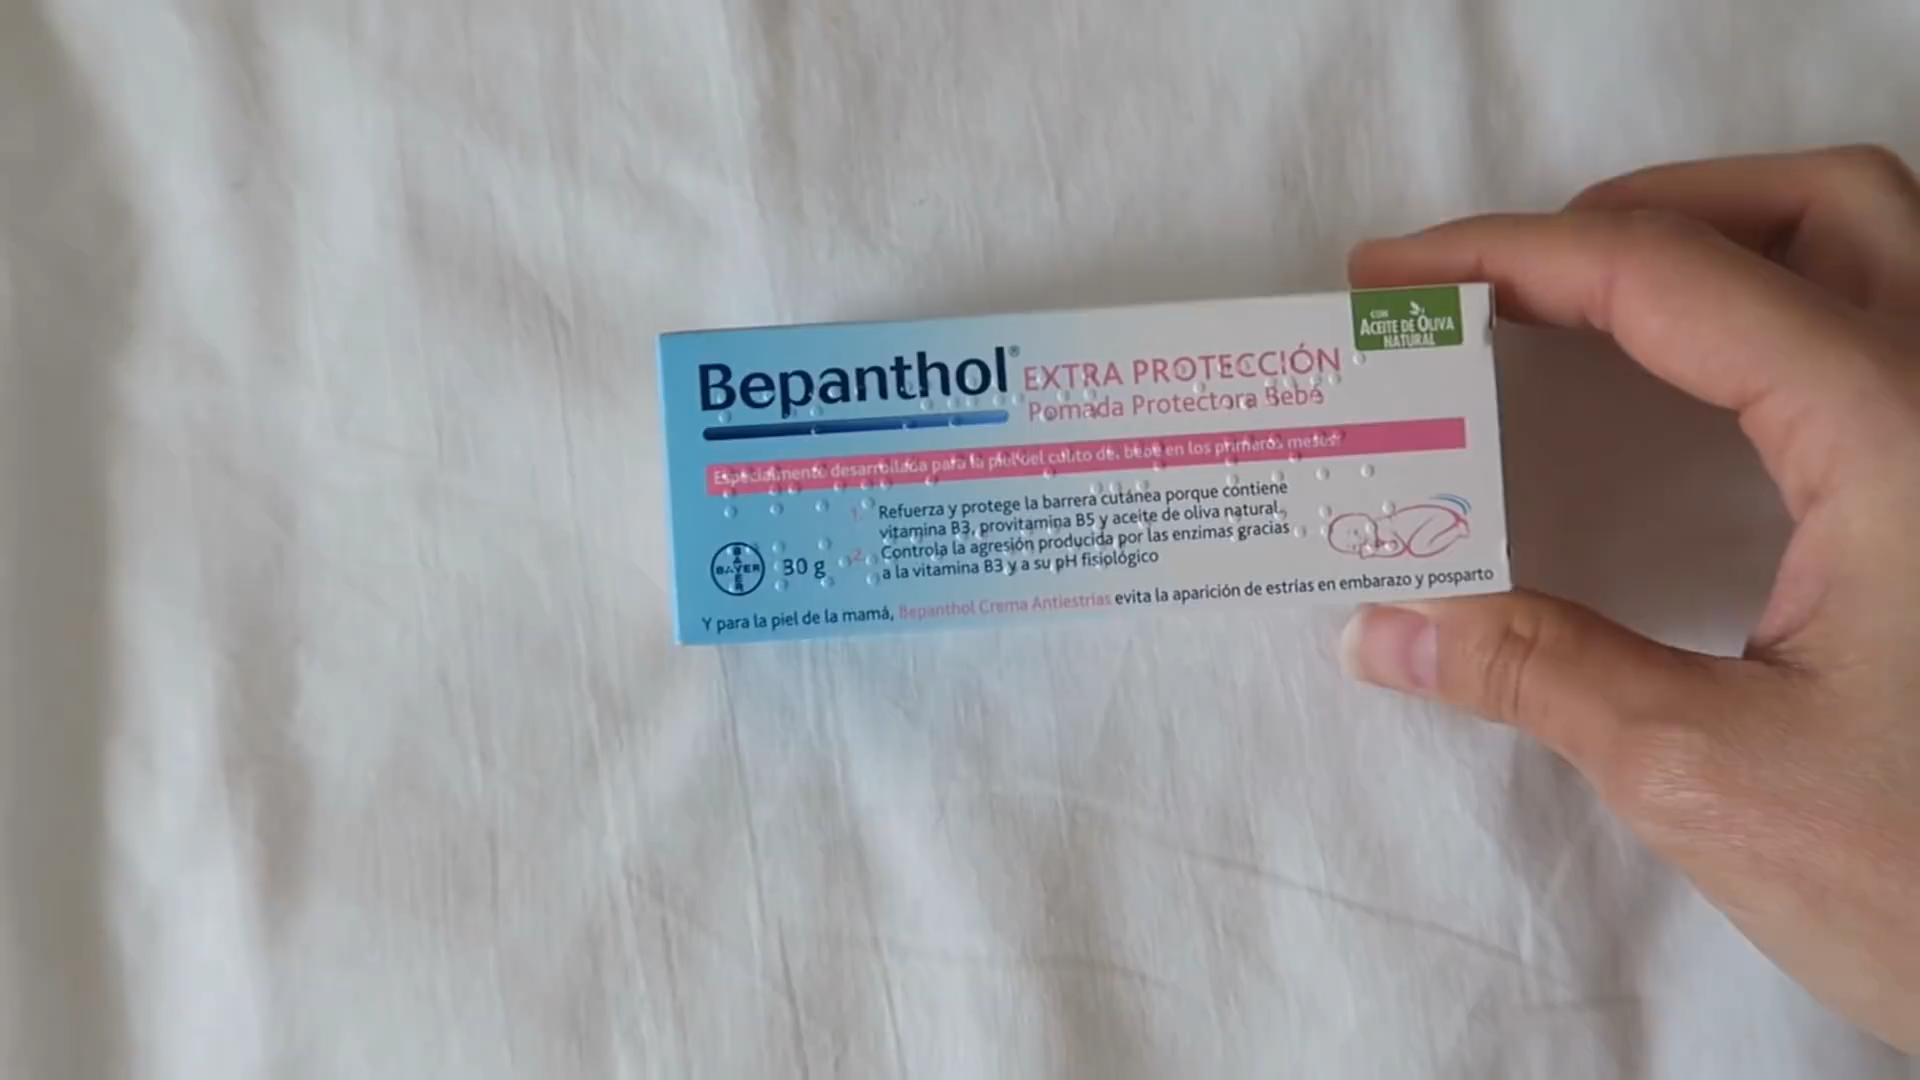 CON
ACEITE DE OLIVA
NATURAL
Bepanthol® EXTRA PROTECCIÓN
Pomada Protectora Bebé
Especialmente desarrollada para la piel del culito del bebé en los primeros meses
1. Refuerza y protege la barrera cutánea porque contiene
vitamina B3, provitamina B5 y aceite de oliva natural
2. Controla la agresión producida por las enzimas gracias
a la vitamina B3 y a su pH fisiológico
BAYER
BAYER
30 g
Y para la piel de la mamá, Bepanthol Crema Antiestrías evita la aparición de estrías en embarazo y posparto